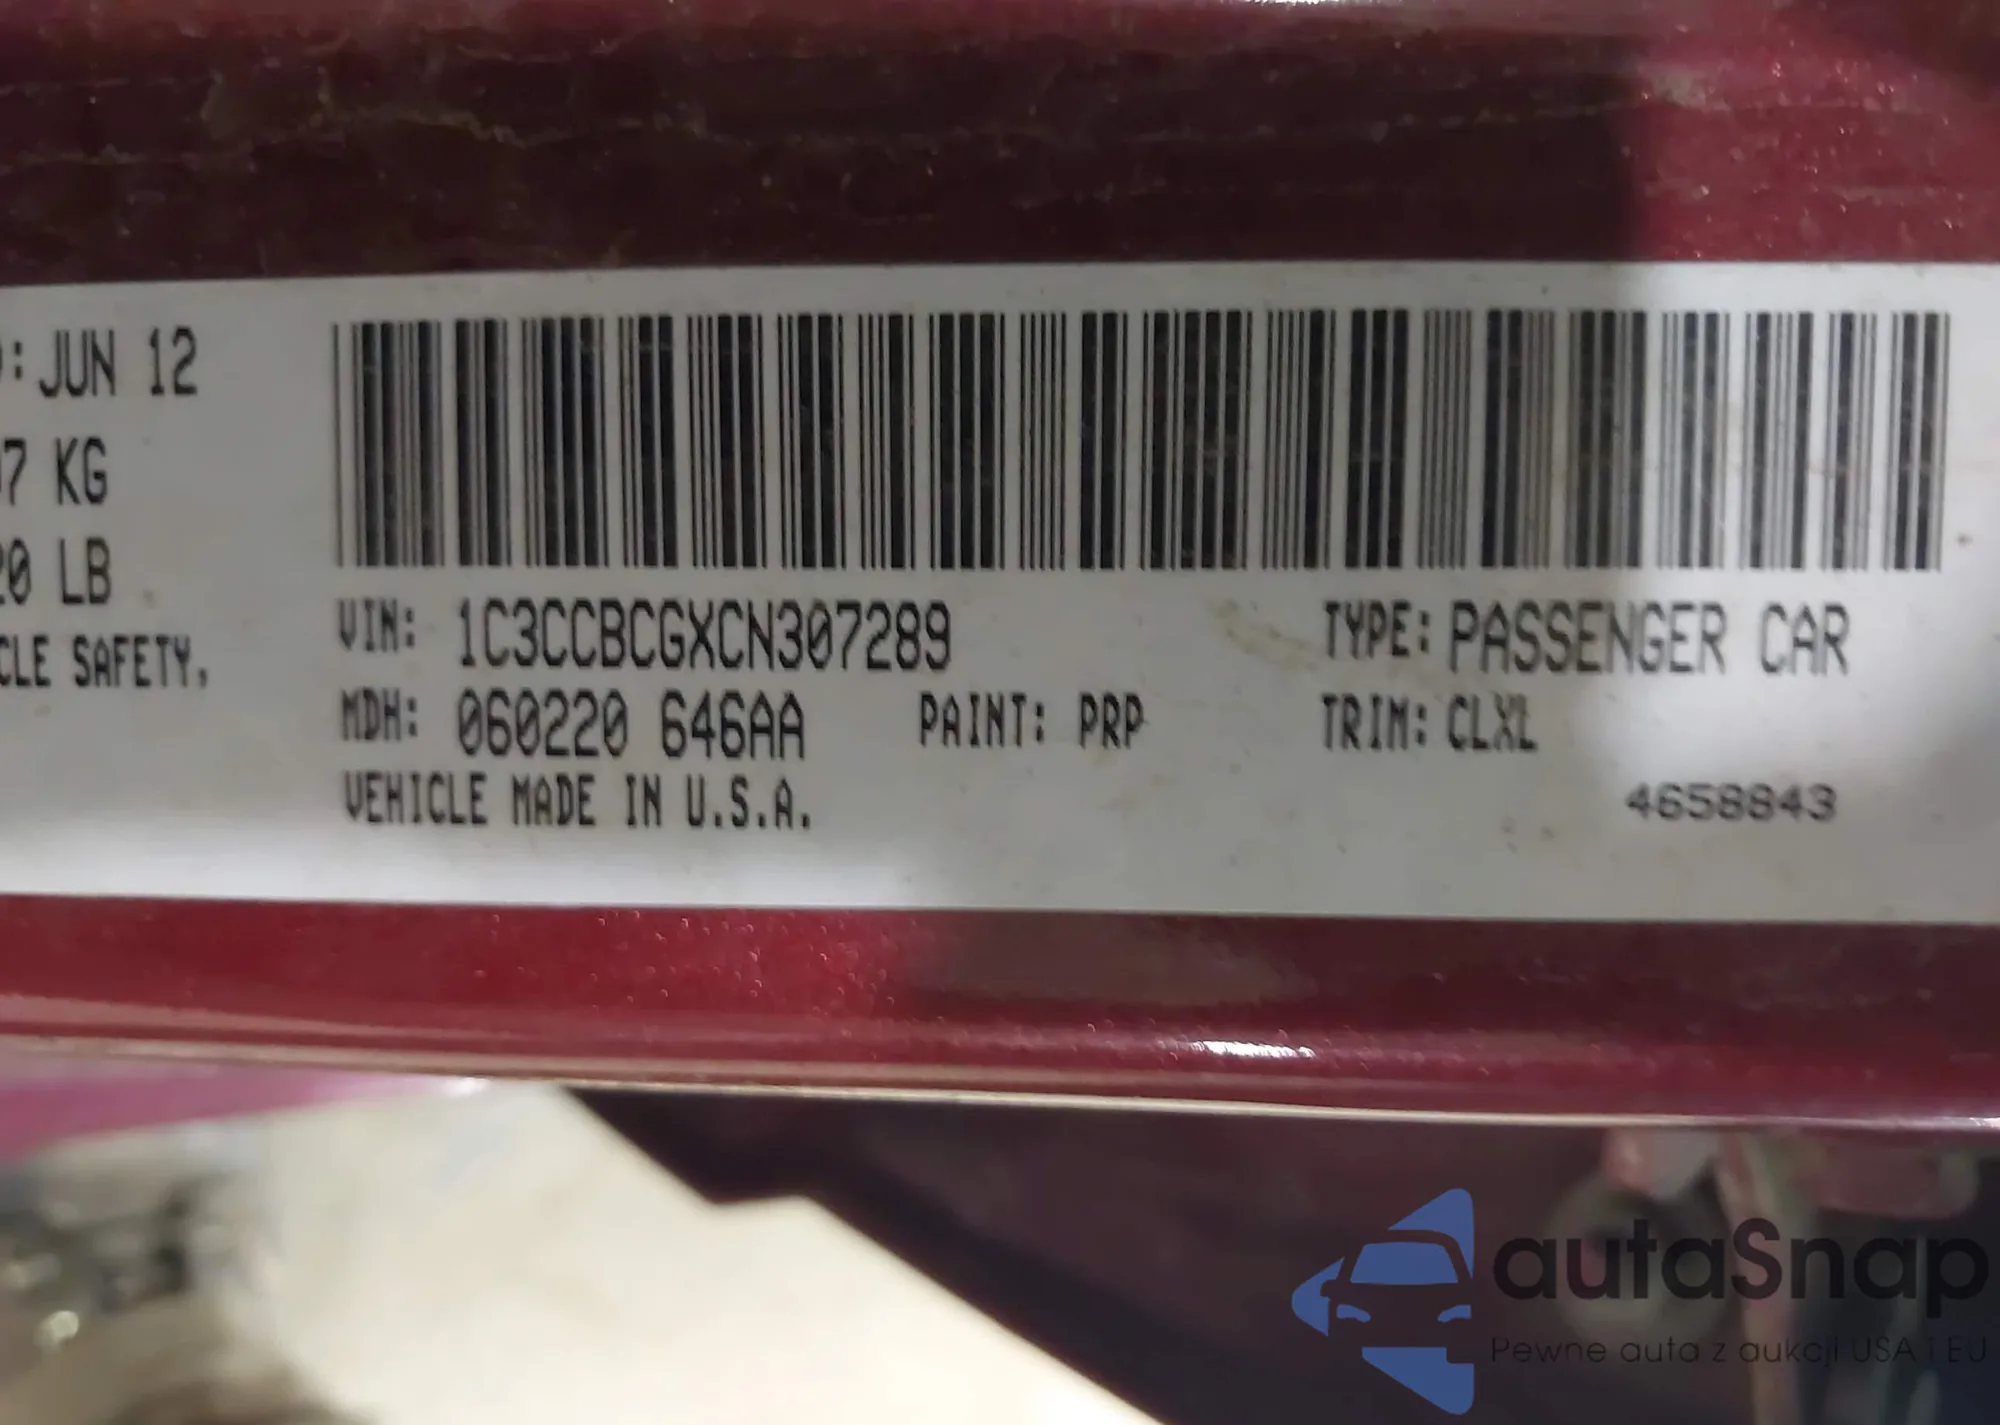 : JUN 12
7 KG
20 LB
CLE SAFETY,
VIN: 1C3CCBCGXCN307289
TYPE: PASSENGER CAR
MDH: 060220 646AA
PAINT: PRP
TRIM: CLXL
VEHICLE MADE IN U.S.A.
4658843
autaSnap
Pewne auta z aukcji USA i EU